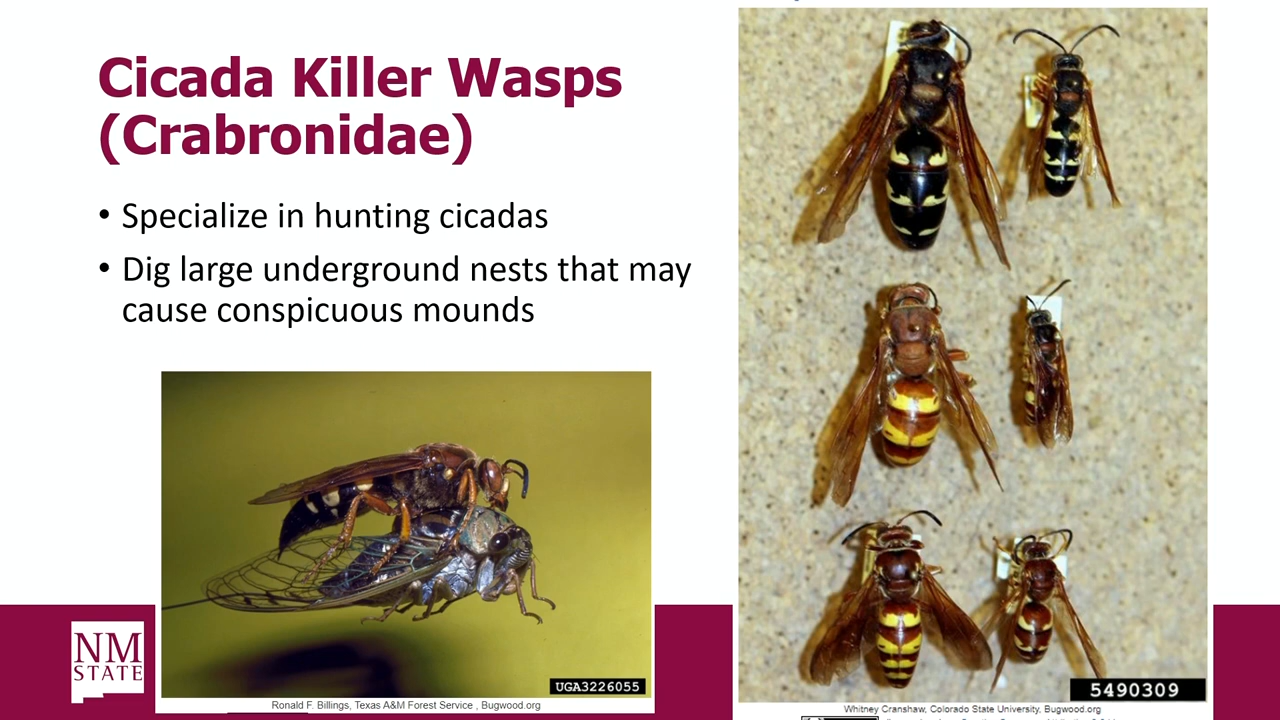 Cicada Killer Wasps
(Crabronidae)
• Specialize in hunting cicadas
• Dig large underground nests that may
cause conspicuous mounds
UGA3226055
Ronald F. Billings, Texas A&M Forest Service , Bugwood.org
NM
STATE
5490309
Whitney Cranshaw, Colorado State University, Bugwood.org